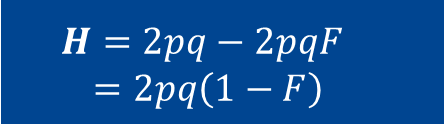 H = 2pq − 2pqF
= 2pq(1 − F)